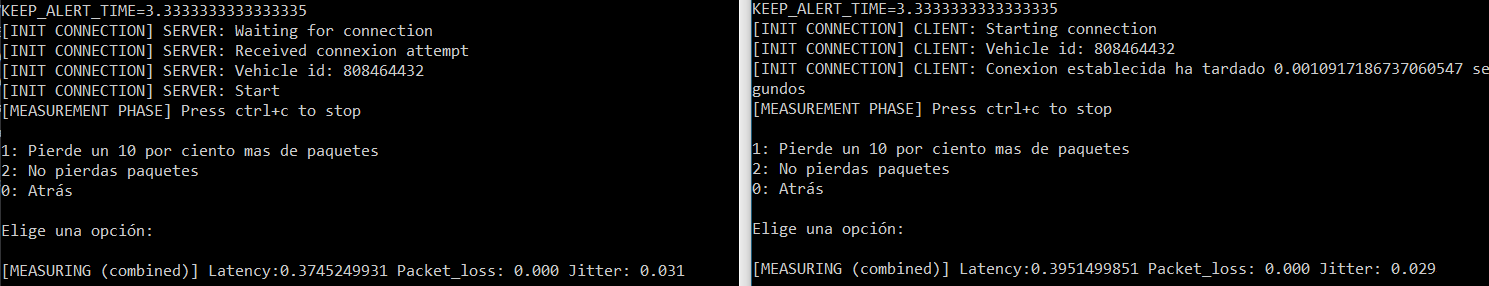 KEEP_ALERT_TIME=3.3333333333333335
[INIT CONNECTION] SERVER: Waiting for connection
[INIT CONNECTION] SERVER: Received connexion attempt
[INIT CONNECTION] SERVER: Vehicle id: 808464432
[INIT CONNECTION] SERVER: Start
[MEASUREMENT PHASE] Press ctrl+c to stop
1: Pierde un 10 por ciento mas de paquetes
2: No pierdas paquetes
0: Atrás
Elige una opción:
[MEASURING (combined)] Latency:0.3745249931 Packet_loss: 0.000 Jitter: 0.031
KEEP_ALERT_TIME=3.3333333333333335
[INIT CONNECTION] CLIENT: Starting connection
[INIT CONNECTION] CLIENT: Vehicle id: 808464432
[INIT CONNECTION] CLIENT: Conexion establecida ha tardado 0.0010917186737060547 se
gundos
[MEASUREMENT PHASE] Press ctrl+c to stop
1: Pierde un 10 por ciento mas de paquetes
2: No pierdas paquetes
0: Atrás
Elige una opción:
[MEASURING (combined)] Latency:0.3951499851 Packet_loss: 0.000 Jitter: 0.029